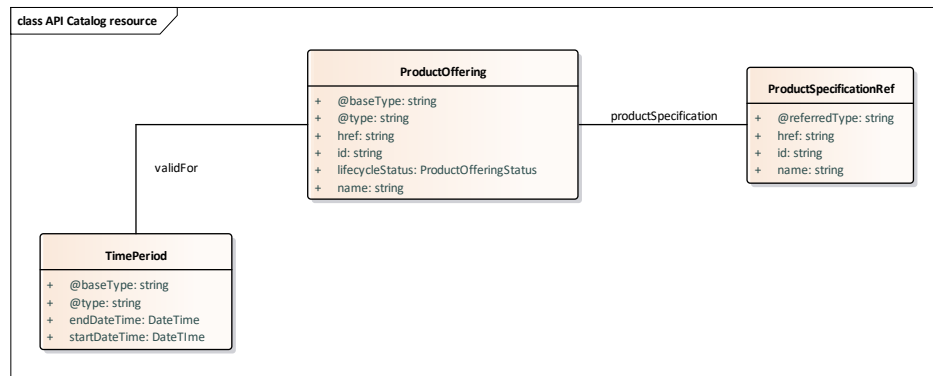 class API Catalog resource
ProductOffering
+ @baseType: string
+ @type: string
+ href: string
+ id: string
+ lifecycleStatus: ProductOfferingStatus
+ name: string
productSpecification
ProductSpecificationRef
+ @referredType: string
+ href: string
+ id: string
+ name: string
validFor
TimePeriod
+ @baseType: string
+ @type: string
+ endDateTime: DateTime
+ startDateTime: DateTIme